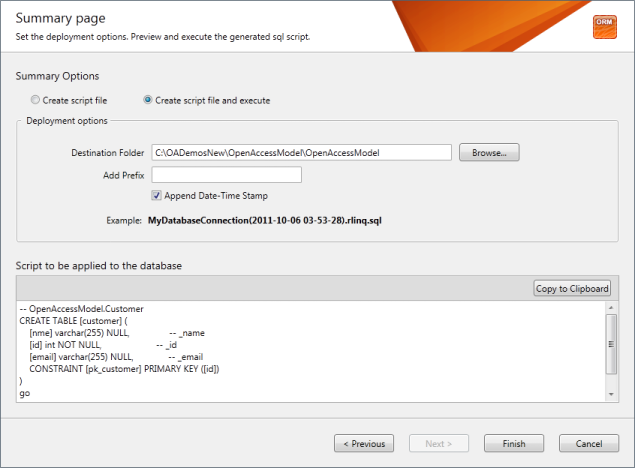 Summary page
Set the deployment options. Preview and execute the generated sql script.
ORM
Summary Options
Create script file
Create script file and execute
Deployment options
Destination Folder C:\OADemosNew\OpenAccessModel\OpenAccessModel Browse...
Add Prefix
Append Date-Time Stamp
Example: MyDatabaseConnection(2011-10-06 03-53-28).rlinq.sql
Script to be applied to the database
Copy to Clipboard
-- OpenAccessModel.Customer
CREATE TABLE [customer] (
[nme] varchar(255) NULL, -- _name
[id] int NOT NULL, -- _id
[email] varchar(255) NULL, -- _email
CONSTRAINT [pk_customer] PRIMARY KEY ([id])
)
go
< Previous Next > Finish Cancel